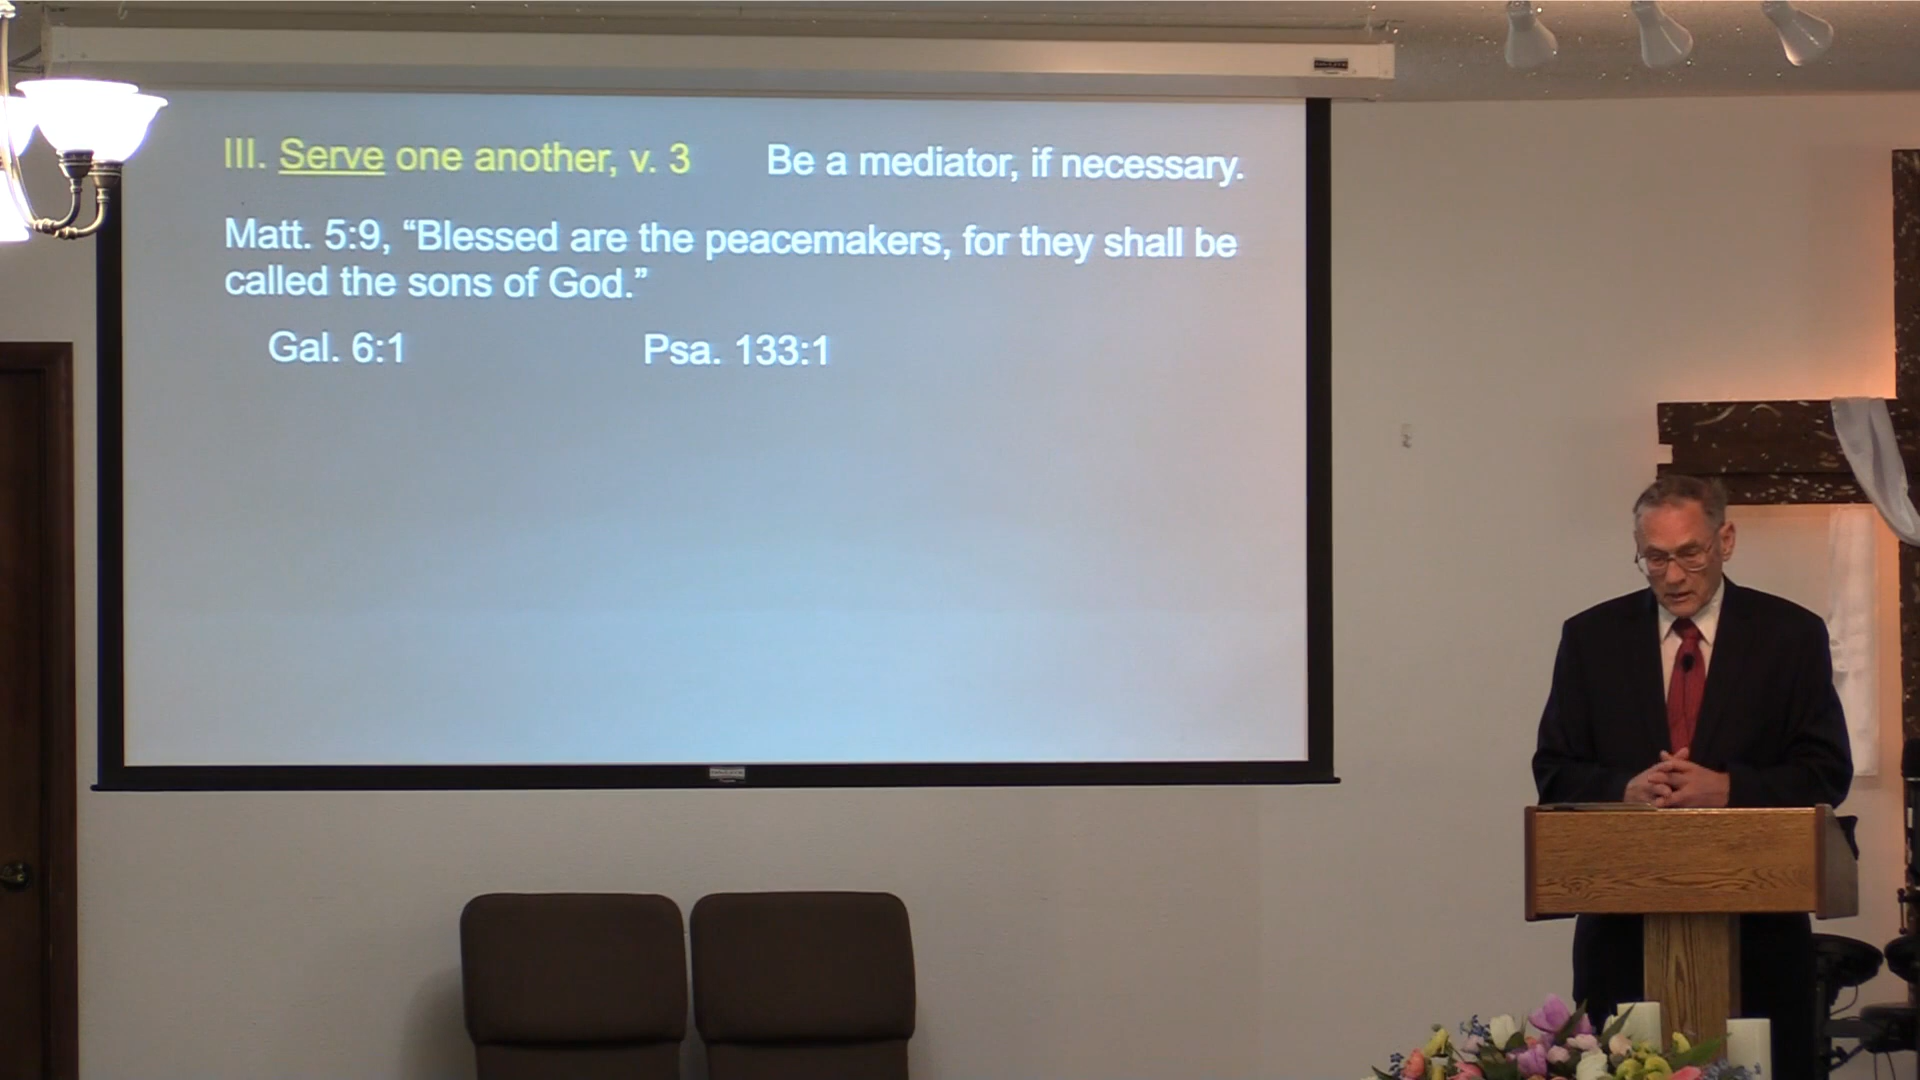 III. Serve one another, v. 3 Be a mediator, if necessary.
Matt. 5:9, “Blessed are the peacemakers, for they shall be
called the sons of God.”
Gal. 6:1 Psa. 133:1